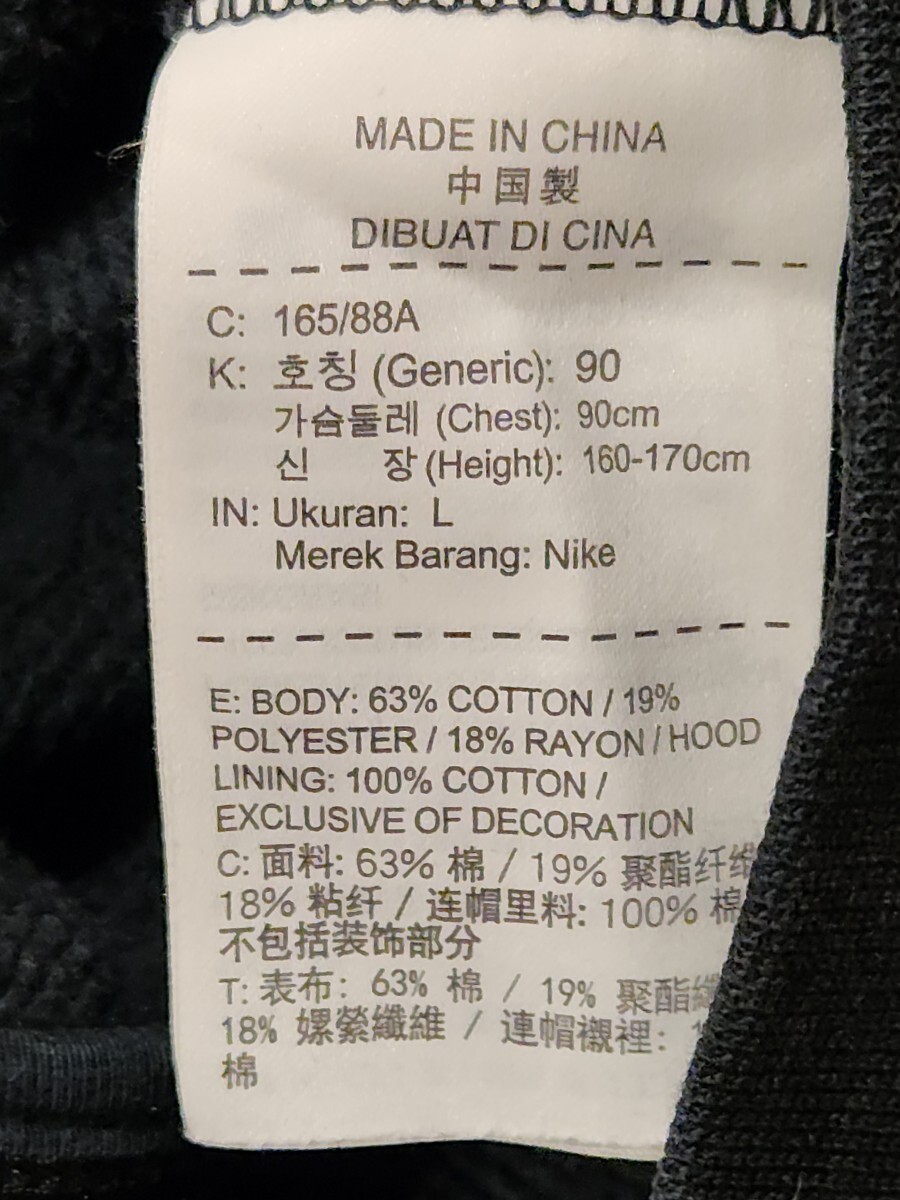 MADE IN CHINA
中国製
DIBUAT DI CINA
C: 165/88A
K: 호칭 (Generic): 90
가슴둘레 (Chest): 90cm
신 장 (Height): 160-170cm
IN: Ukuran: L
Merek Barang: Nike
E: BODY: 63% COTTON / 19%
POLYESTER / 18% RAYON / HOOD
LINING: 100% COTTON /
EXCLUSIVE OF DECORATION
C: 面料: 63% 棉 / 19% 聚酯纤维
18% 粘纤 / 连帽里料: 100% 棉
不包括装饰部分
T: 表布: 63% 棉 / 19% 聚酯纖
18% 嫘縈纖維 / 連帽襯裡:
棉